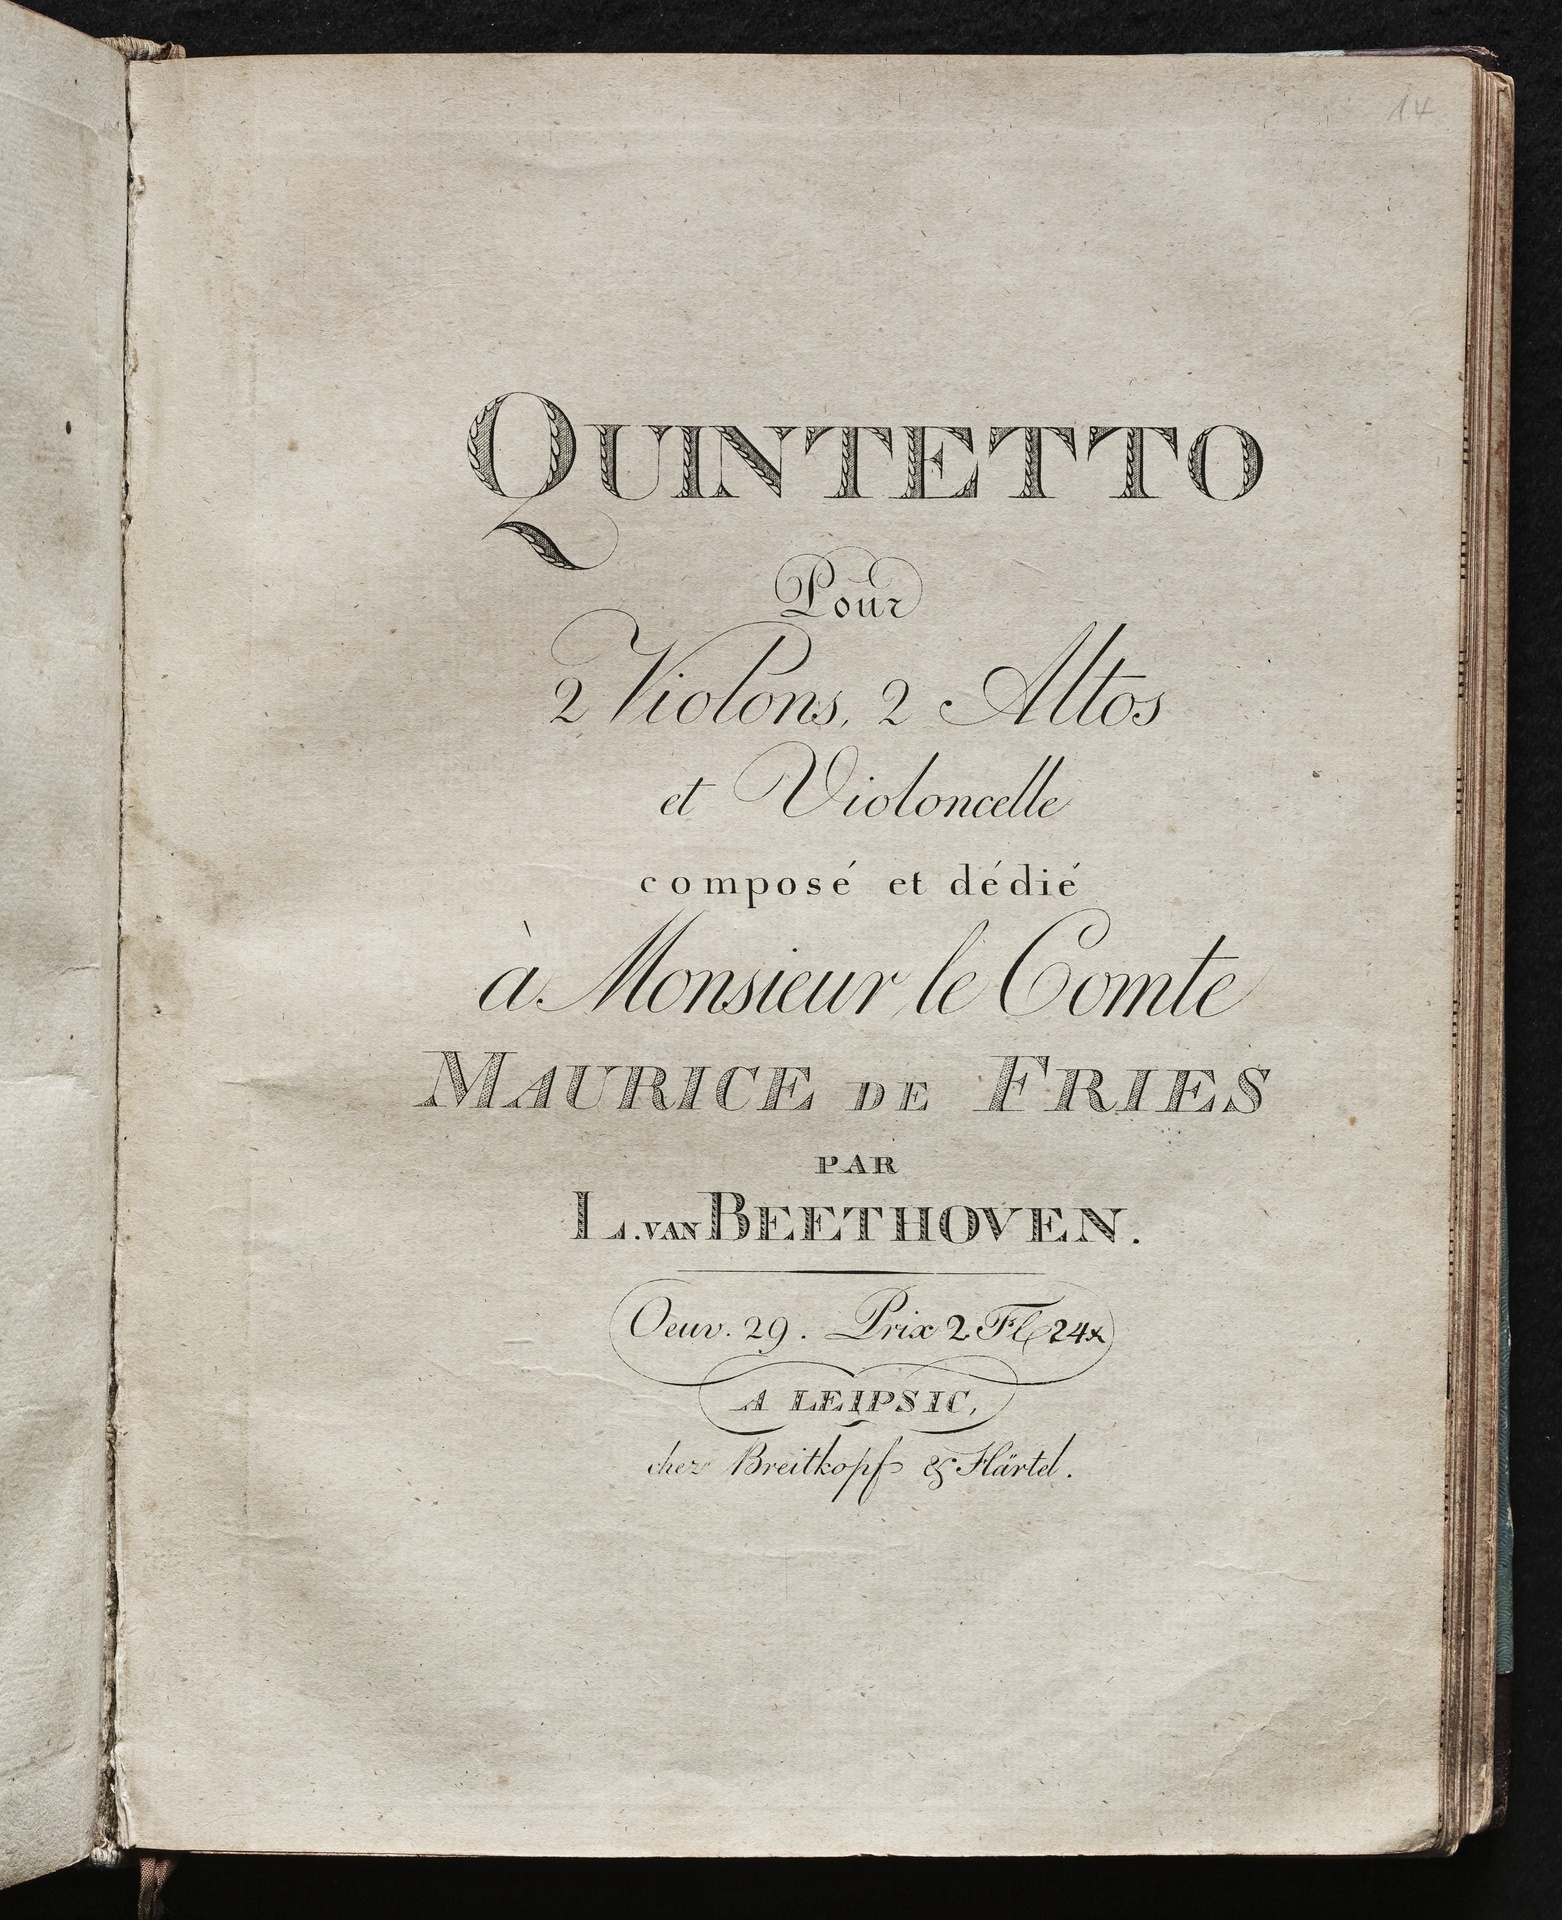 14
QUINTETTO
Pour
2 Violons, 2 Altos
et Violoncelle
composé et dédié
à Monsieur le Comte
MAURICE DE FRIES
PAR
L. VAN BEETHOVEN.
Oeuv. 29. Prix 2 Fl 24x
A LEIPSIC,
chez Breitkopf & Härtel.